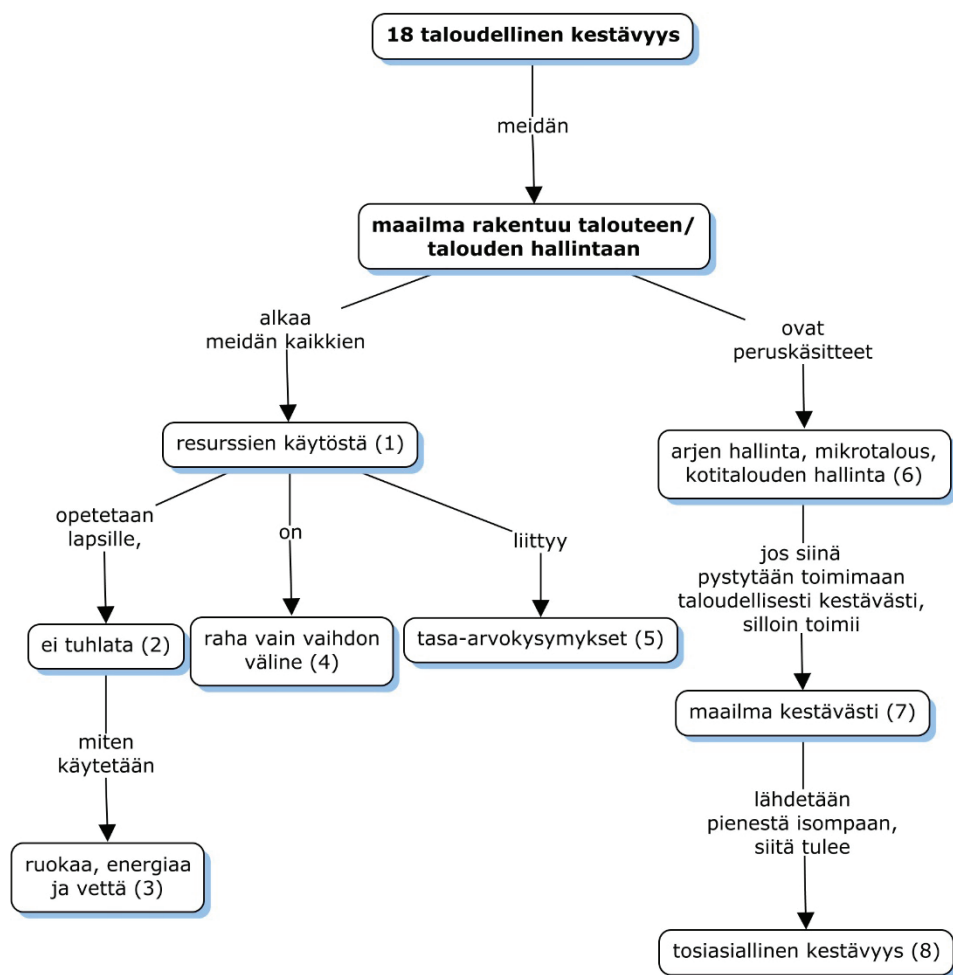 18 taloudellinen kestävyys
meidän
maailma rakentuu talouteen/
talouden hallintaan
alkaa
meidän kaikkien
ovat
peruskäsitteet
resurssien käytöstä (1)
arjen hallinta, mikrotalous,
kotitalouden hallinta (6)
opetetaan
lapsille,
on
liittyy
jos siinä
pystytään toimimaan
taloudellisesti kestävästi,
silloin toimii
ei tuhlata (2)
raha vain vaihdon
väline (4)
tasa-arvokysymykset (5)
maailma kestävästi (7)
miten
käytetään
lähdetään
pienestä isompaan,
siitä tulee
ruokaa, energiaa
ja vettä (3)
tosiasiallinen kestävyys (8)